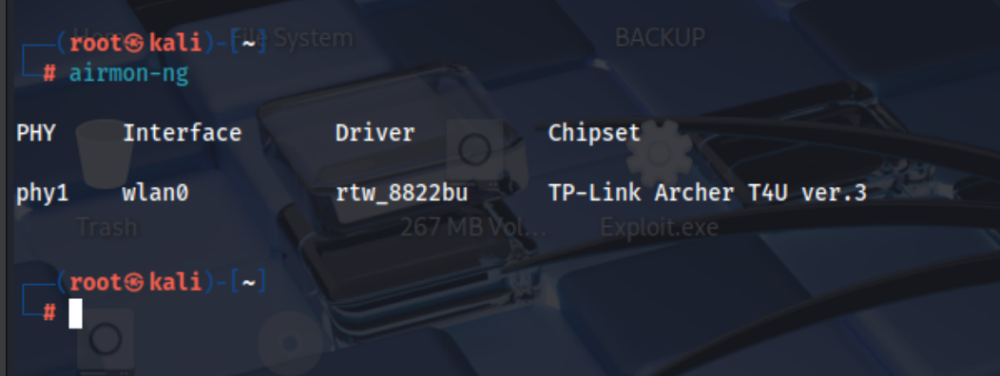 Home File System BACKUP
┌──(root㉿kali)-[~]
└─# airmon-ng
PHY Interface Driver Chipset
phy1 wlan0 rtw_8822bu TP-Link Archer T4U ver.3
Trash 267 MB Vol... Exploit.exe
┌──(root㉿kali)-[~]
└─#